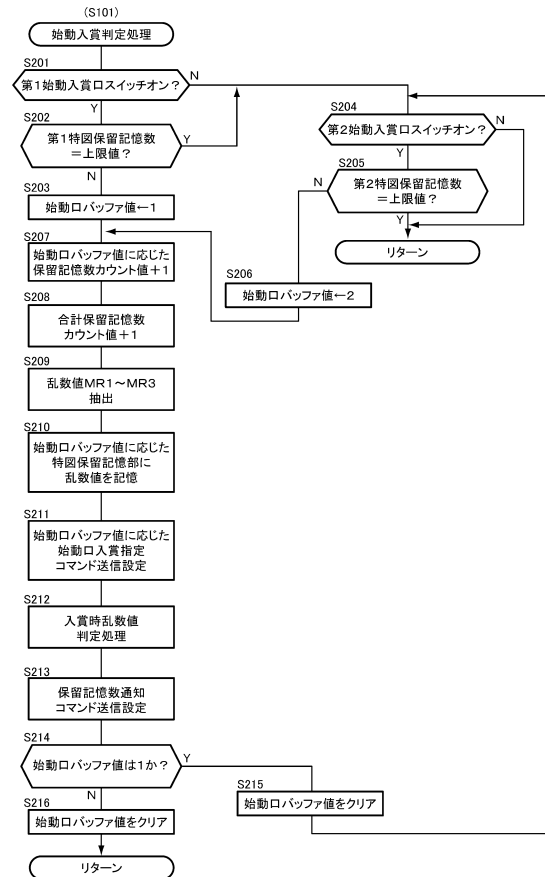 (S101)
始動入賞判定処理
S201
第1始動入賞口スイッチオン?
N
Y
S202
第1特図保留記憶数
=上限値?
Y
N
S203
始動口バッファ値←1
S204
第2始動入賞口スイッチオン?
N
Y
S205
第2特図保留記憶数
=上限値?
N
Y
リターン
S206
始動口バッファ値←2
S207
始動口バッファ値に応じた
保留記憶数カウント値+1
S208
合計保留記憶数
カウント値+1
S209
乱数値MR1~MR3
抽出
S210
始動口バッファ値に応じた
特図保留記憶部に
乱数値を記憶
S211
始動口バッファ値に応じた
始動口入賞指定
コマンド送信設定
S212
入賞時乱数値
判定処理
S213
保留記憶数通知
コマンド送信設定
S214
始動口バッファ値は1か?
Y
N
S215
始動口バッファ値をクリア
S216
始動口バッファ値をクリア
リターン